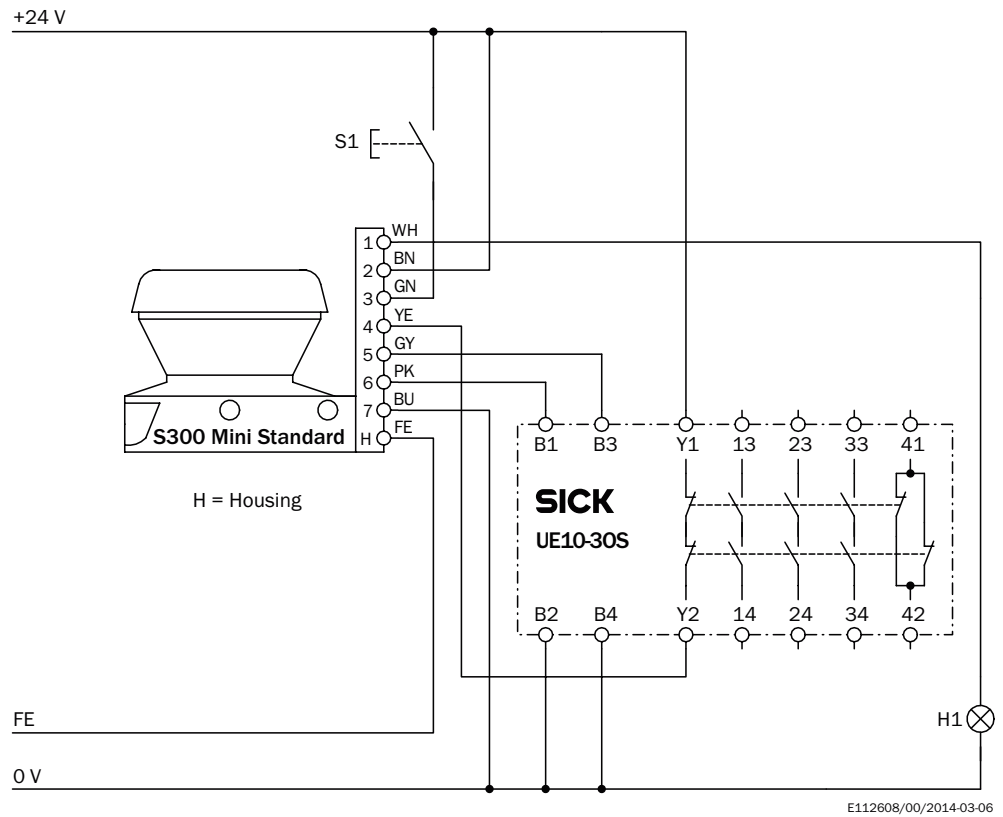 +24 V
S1
1 WH
2 BN
3 GN
4 YE
5 GY
6 PK
7 BU
H FE
S300 Mini Standard
H = Housing
B1 B3 Y1 13 23 33 41
SICK
UE10-30S
B2 B4 Y2 14 24 34 42
FE
H1
0 V
E112608/00/2014-03-06